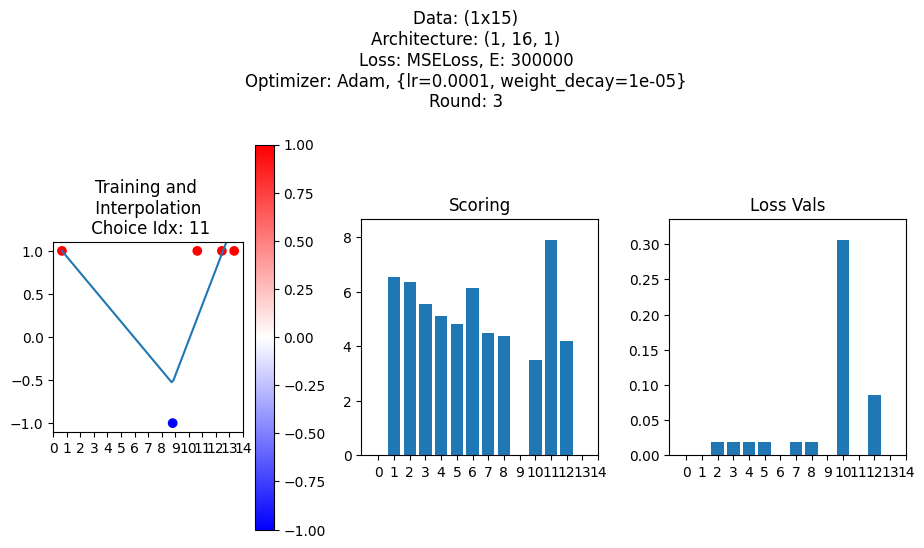 Data: (1x15)
Architecture: (1, 16, 1)
Loss: MSELoss, E: 300000
Optimizer: Adam, {lr=0.0001, weight_decay=1e-05}
Round: 3
Training and
Interpolation
Choice Idx: 11
1.0
0.5
0.0
−0.5
−1.0
0 1 2 3 4 5 6 7 8 9 10 11 12 13 14
1.00
0.75
0.50
0.25
0.00
−0.25
−0.50
−0.75
−1.00
Scoring
8
6
4
2
0
0 1 2 3 4 5 6 7 8 9 10 11 12 13 14
Loss Vals
0.30
0.25
0.20
0.15
0.10
0.05
0.00
0 1 2 3 4 5 6 7 8 9 10 11 12 13 14